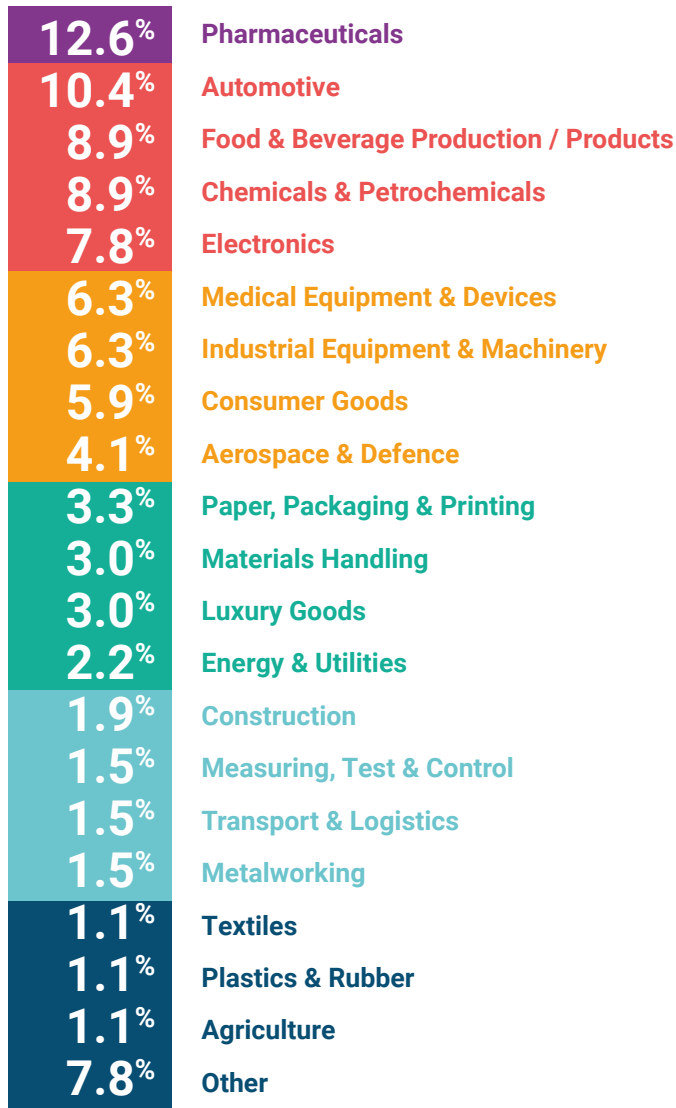 12.6% Pharmaceuticals
10.4% Automotive
8.9% Food & Beverage Production / Products
8.9% Chemicals & Petrochemicals
7.8% Electronics
6.3% Medical Equipment & Devices
6.3% Industrial Equipment & Machinery
5.9% Consumer Goods
4.1% Aerospace & Defence
3.3% Paper, Packaging & Printing
3.0% Materials Handling
3.0% Luxury Goods
2.2% Energy & Utilities
1.9% Construction
1.5% Measuring, Test & Control
1.5% Transport & Logistics
1.5% Metalworking
1.1% Textiles
1.1% Plastics & Rubber
1.1% Agriculture
7.8% Other